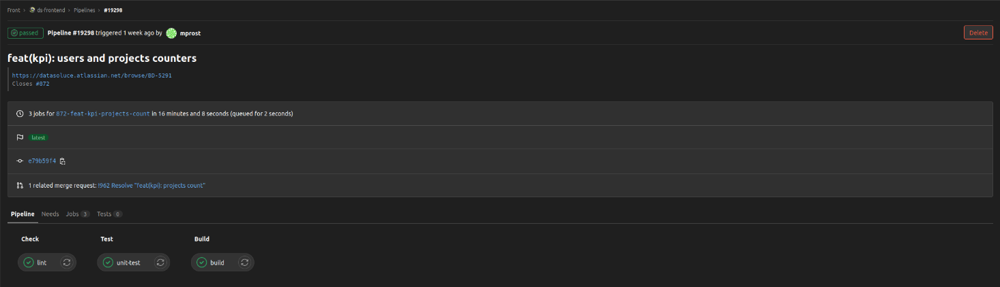 Front > ds-frontend > Pipelines > #19298
passed Pipeline #19298 triggered 1 week ago by mprost Delete
feat(kpi): users and projects counters
https://datasoluce.atlassian.net/browse/BD-5291
Closes #872
3 jobs for 872-feat-kpi-projects-count in 16 minutes and 8 seconds (queued for 2 seconds)
latest
e79b59f4
1 related merge request: !962 Resolve "feat(kpi): projects count"
Pipeline Needs Jobs 3 Tests 0
Check Test Build
lint unit-test build